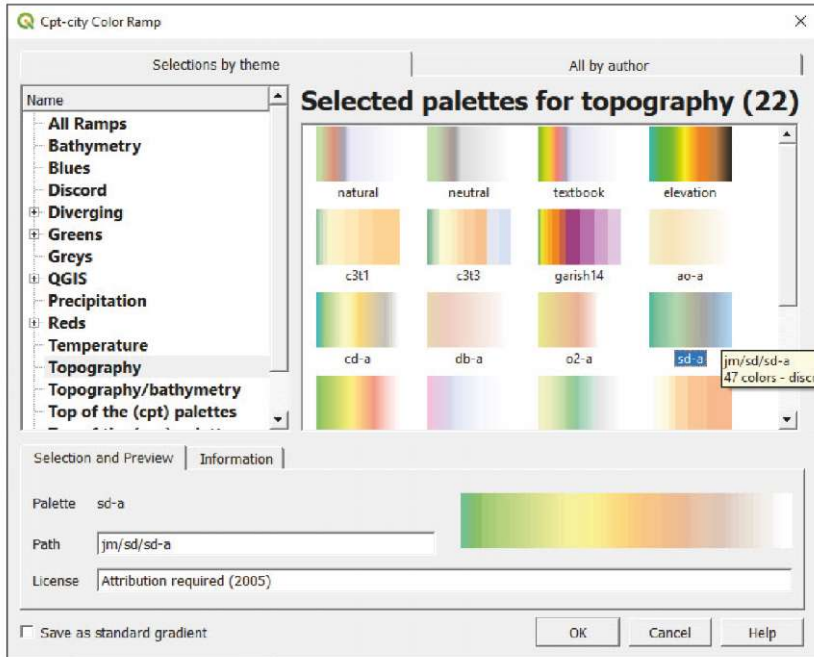 Cpt-city Color Ramp
Selections by theme
All by author
Name
All Ramps
Bathymetry
Blues
Discord
Diverging
Greens
Greys
QGIS
Precipitation
Reds
Temperature
Topography
Topography/bathymetry
Top of the (cpt) palettes
Selected palettes for topography (22)
natural neutral textbook elevation
c3t1 c3t3 garish14 ao-a
cd-a db-a o2-a sd-a
jm/sd/sd-a
47 colors - disc
Selection and Preview Information
Palette sd-a
Path jm/sd/sd-a
License Attribution required (2005)
Save as standard gradient OK Cancel Help